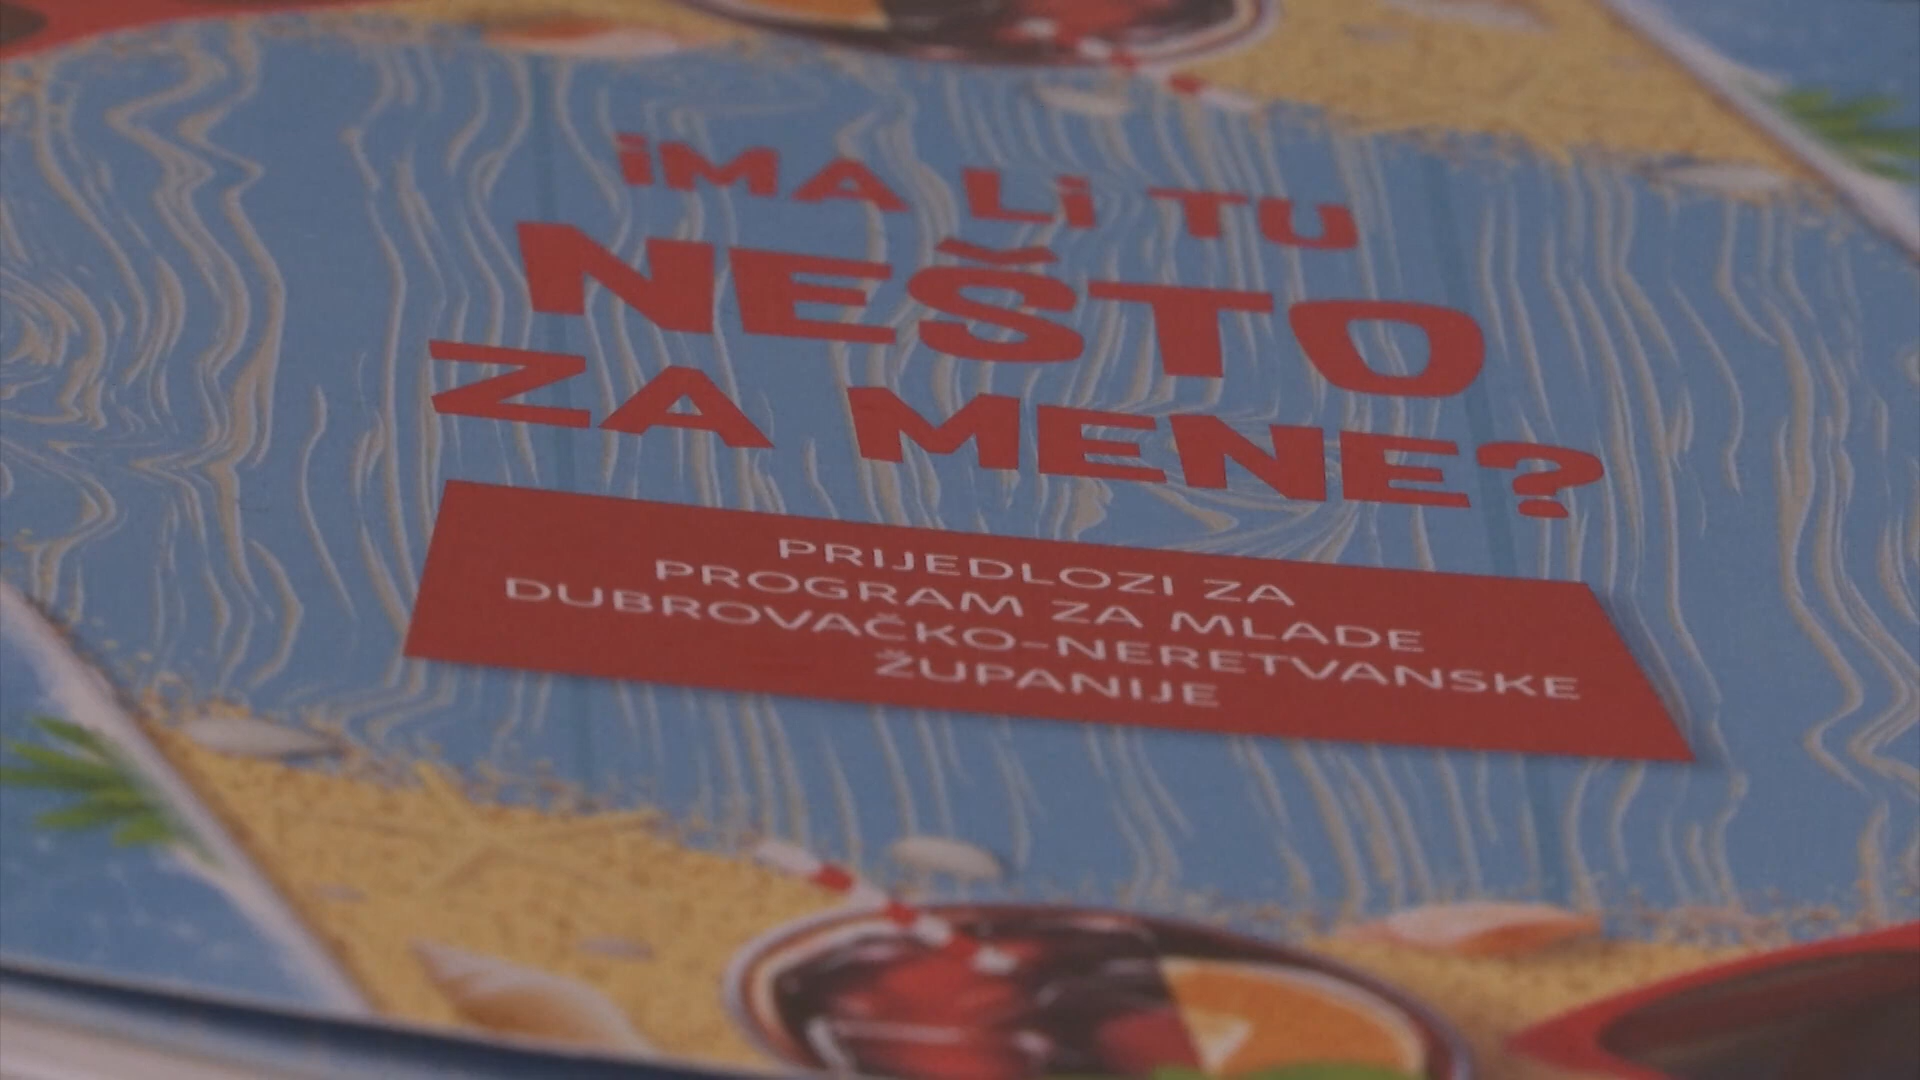 iMA Li TU
NEŠTO
ZA MENE?
PRIJEDLOZI ZA
PROGRAM ZA MLADE
DUBROVAČKO-NERETVANSKE
ŽUPANIJE